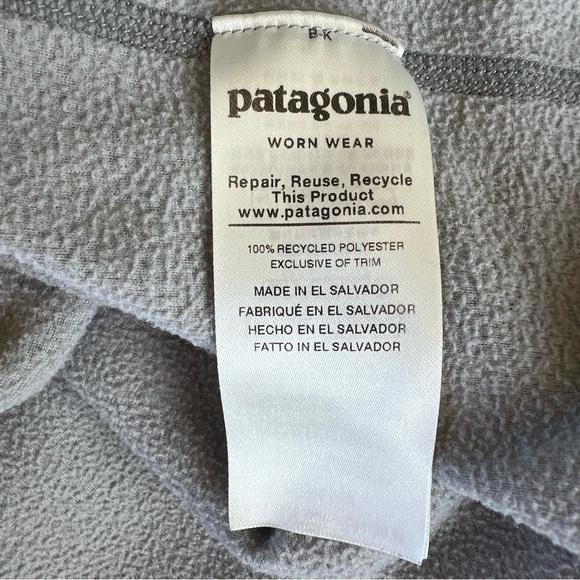 B-K
patagonia®
WORN WEAR
Repair, Reuse, Recycle
This Product
www.patagonia.com
100% RECYCLED POLYESTER
EXCLUSIVE OF TRIM
MADE IN EL SALVADOR
FABRIQUÉ EN EL SALVADOR
HECHO EN EL SALVADOR
FATTO IN EL SALVADOR